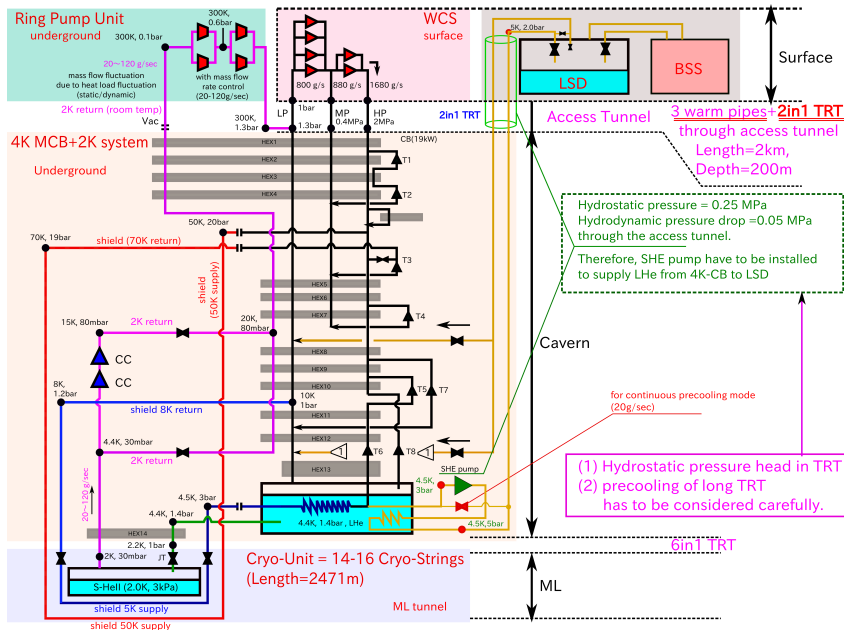 Ring Pump Unit
underground
300K, 0.1bar
300K,
0.6bar
20～120 g/sec
mass flow fluctuation
due to heat load fluctuation
(static/dynamic)
with mass flow
rate control
(20-120g/sec)
2K return (room temp)
Vac
300K,
1.3bar
WCS
surface
800 g/s
880 g/s
1680 g/s
LP
1bar
MP
HP
1.3bar
0.4MPa
2MPa
5K, 2.0bar
LSD
BSS
Surface
2in1 TRT
Access Tunnel
3 warm pipes+2in1 TRT
through access tunnel
Length=2km,
Depth=200m
4K MCB+2K system
Underground
CB(19kW)
HEX1
HEX2
HEX3
HEX4
T1
T2
50K, 20bar
70K, 19bar
shield (70K return)
shield
(50K supply)
T3
HEX5
HEX6
HEX7
T4
Hydrostatic pressure = 0.25 MPa
Hydrodynamic pressure drop =0.05 MPa
through the access tunnel.
Therefore, SHE pump have to be installed
to supply LHe from 4K-CB to LSD
15K, 80mbar
2K return
20K,
80mbar
CC
CC
HEX8
HEX9
HEX10
HEX11
HEX12
HEX13
T5
T7
Cavern
8K,
1.2bar
shield 8K return
10K
1bar
for continuous precooling mode
(20g/sec)
4.4K, 30mbar
2K return
1
T6
T8
1
SHE pump
(1) Hydrostatic pressure head in TRT
(2) precooling of long TRT
has to be considered carefully.
20～120 g/sec
4.5K, 3bar
4.5K,
3bar
4.4K, 1.4bar
4.4K, 1.4bar , LHe
4.5K,5bar
HEX14
2.2K, 1bar
2K, 30mbar
JT
6in1 TRT
Cryo-Unit = 14-16 Cryo-Strings
(Length=2471m)
S-HeII (2.0K, 3kPa)
ML
shield 5K supply
ML tunnel
shield 50K supply